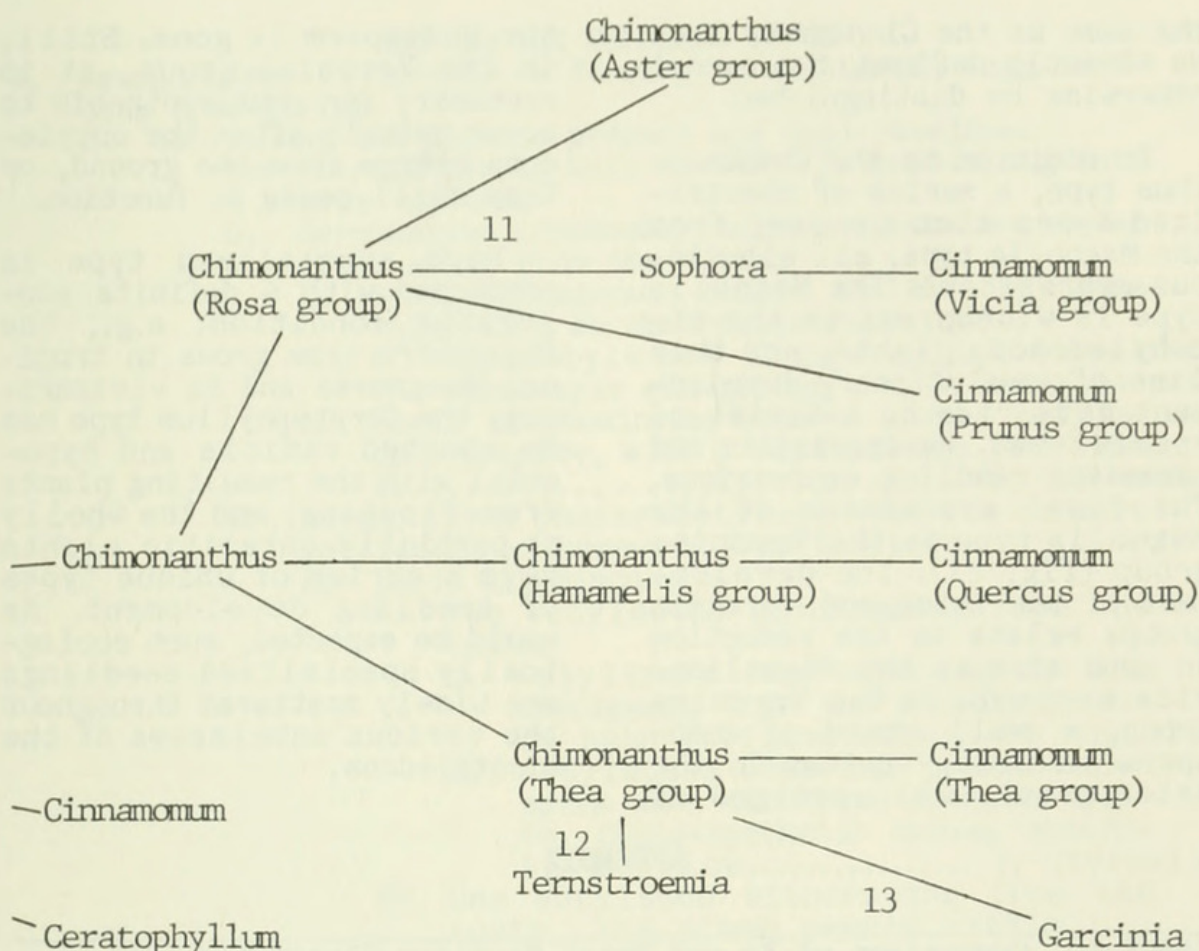 Chimonanthus
(Aster group)
11
Chimonanthus Sophora Cinnamomum
(Rosa group) (Vicia group)
Cinnamomum
(Prunus group)
Chimonanthus Chimonanthus Cinnamomum
(Hamamelis group) (Quercus group)
Chimonanthus Cinnamomum
(Thea group) (Thea group)
Cinnamomum
12
Ternstroemia
13
Ceratophyllum Garcinia